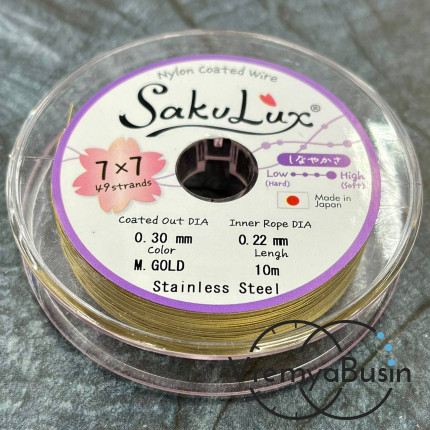 Nylon Coated Wire
SakuLux®
7×7
49 strands
しなやかさ
Low High
(Hard) (Soft)
Made in
Japan
Coated Out DIA Inner Rope DIA
0.30 mm 0.22 mm
Color Lengh
M.GOLD 10m
Stainless Steel
VremyaBusin